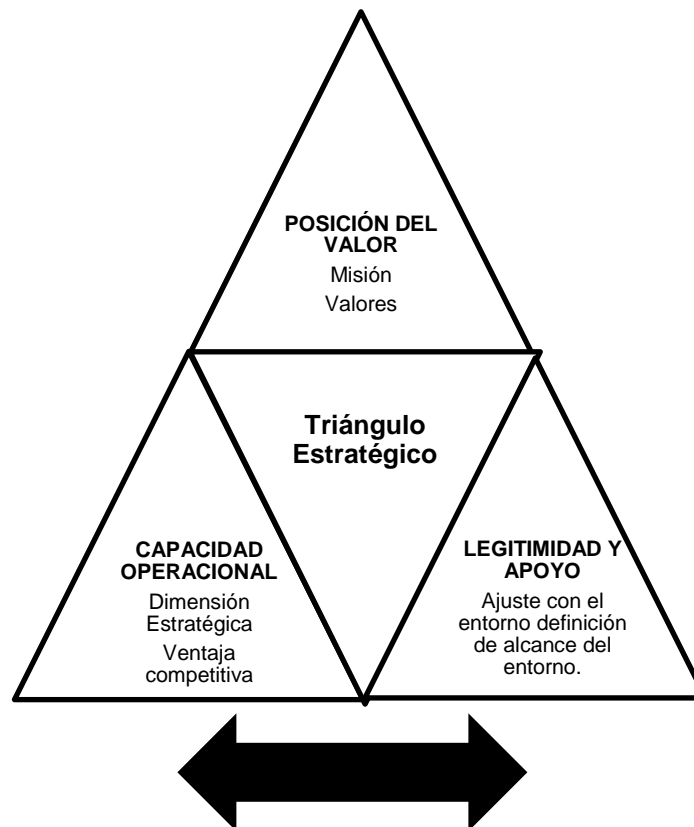 POSICIÓN DEL
VALOR
Misión
Valores
Triángulo
Estratégico
CAPACIDAD
OPERACIONAL
Dimensión
Estratégica
Ventaja
competitiva
LEGITIMIDAD Y
APOYO
Ajuste con el
entorno definición
de alcance del
entorno.